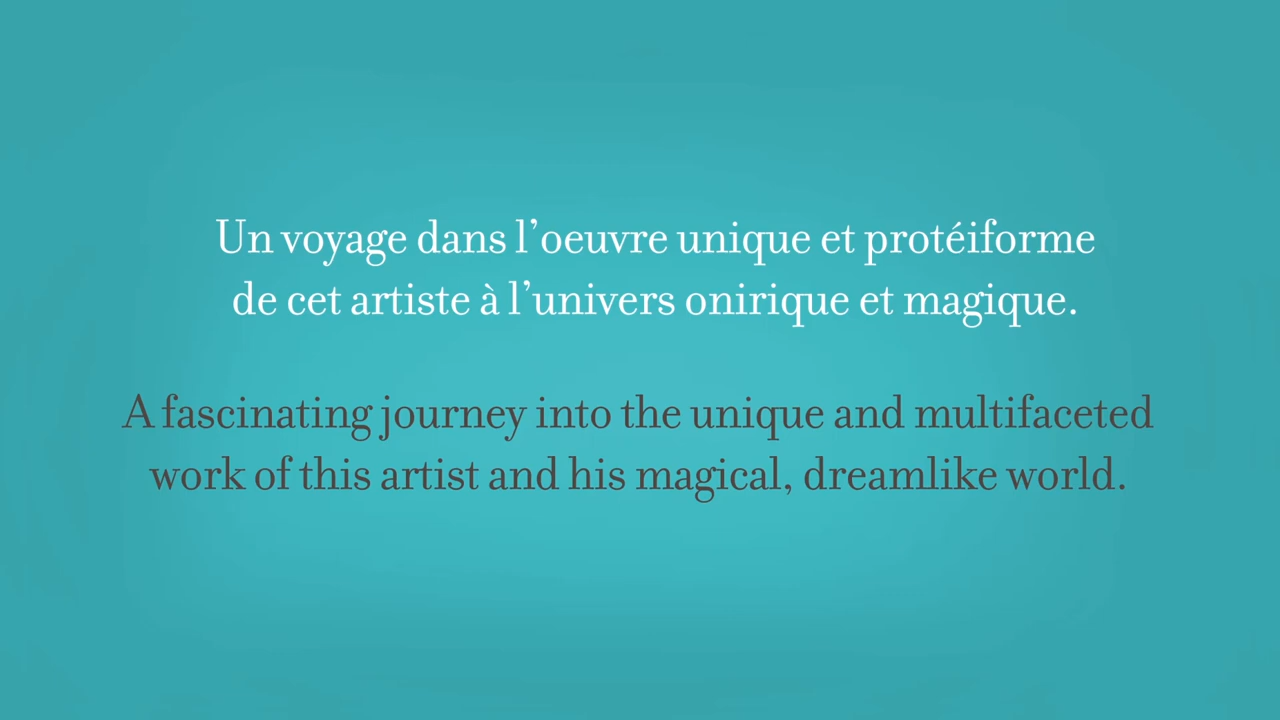 Un voyage dans l’oeuvre unique et protéiforme
de cet artiste à l’univers onirique et magique.
A fascinating journey into the unique and multifaceted
work of this artist and his magical, dreamlike world.